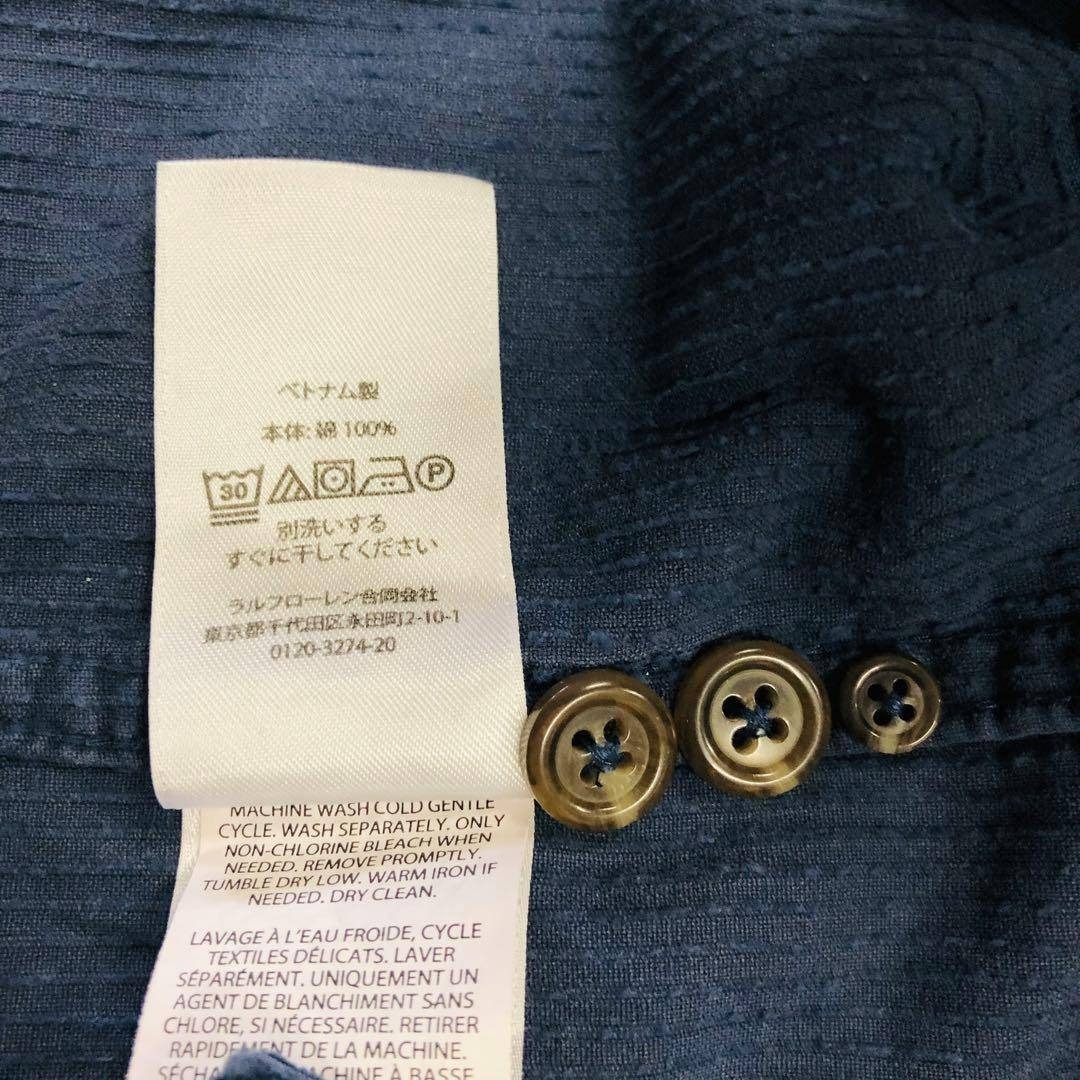 ベトナム製
本体: 綿 100%
30 P
別洗いする
すぐに干してください
ラルフローレン合同会社
東京都千代田区永田町2-10-1
0120-3274-20
MACHINE WASH COLD GENTLE
CYCLE. WASH SEPARATELY. ONLY
NON-CHLORINE BLEACH WHEN
NEEDED. REMOVE PROMPTLY.
TUMBLE DRY LOW. WARM IRON IF
NEEDED. DRY CLEAN.
LAVAGE À L'EAU FROIDE, CYCLE
TEXTILES DÉLICATS. LAVER
SÉPARÉMENT. UNIQUEMENT UN
AGENT DE BLANCHIMENT SANS
CHLORE, SI NÉCESSAIRE. RETIRER
DE LA MACHINE.
À BASSE